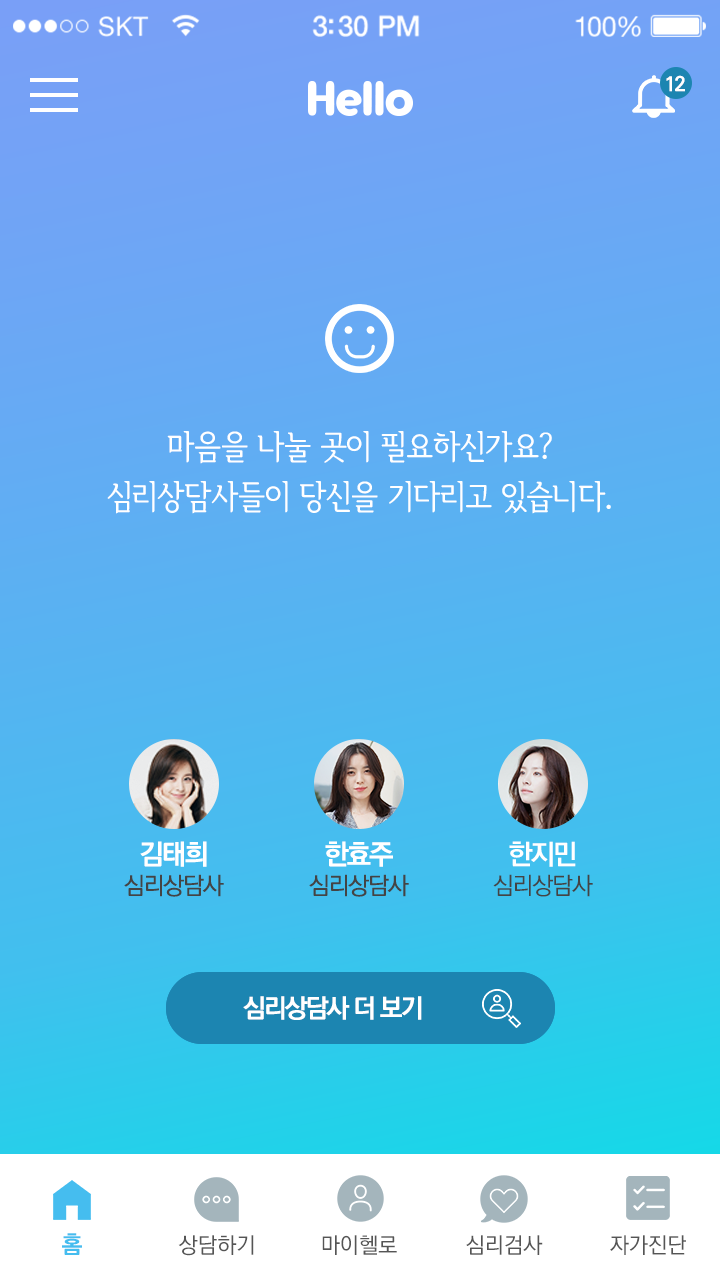 SKT 3:30 PM 100%
Hello
12
마음을 나눌 곳이 필요하신가요?
심리상담사들이 당신을 기다리고 있습니다.
김태희 한효주 한지민
심리상담사 심리상담사 심리상담사
심리상담사 더 보기
홈 상담하기 마이헬로 심리검사 자가진단